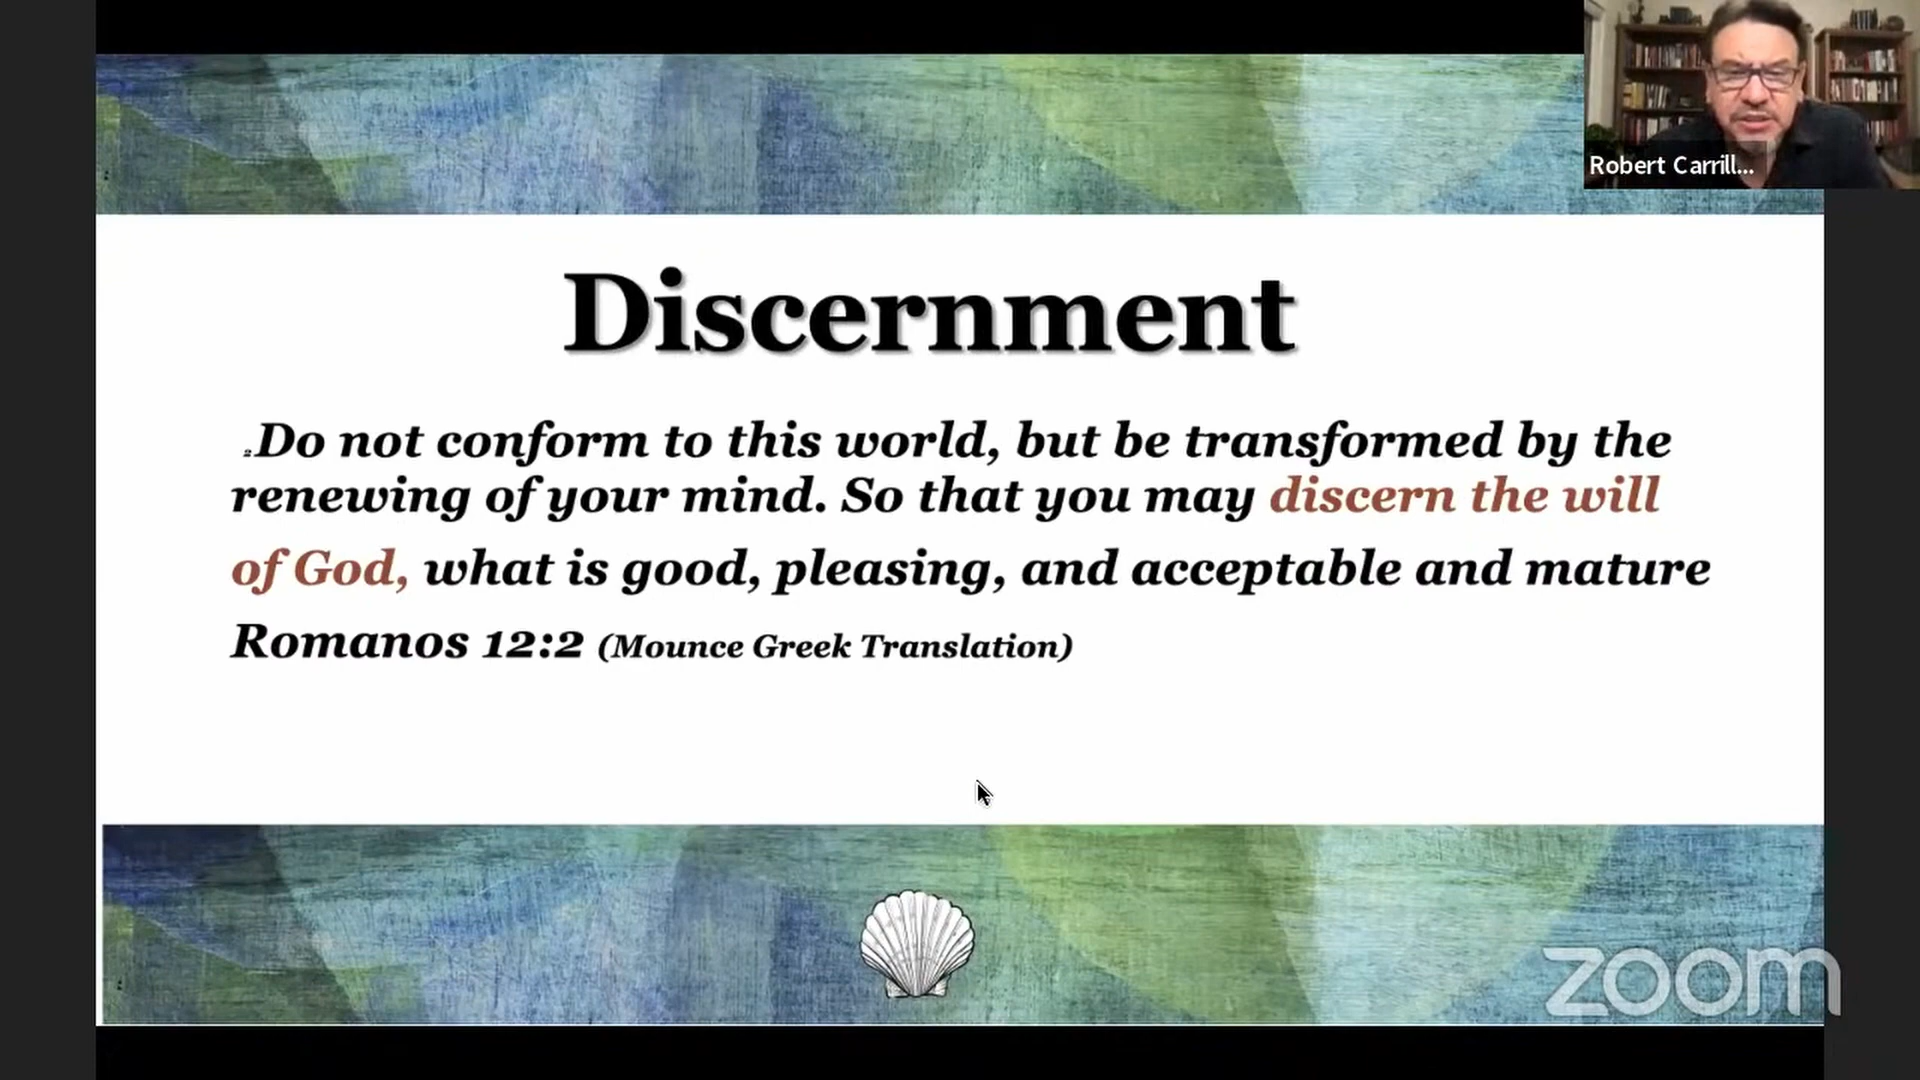 Robert Carrill...
Discernment
2.Do not conform to this world, but be transformed by the
renewing of your mind. So that you may discern the will
of God, what is good, pleasing, and acceptable and mature
Romanos 12:2 (Mounce Greek Translation)
zoom